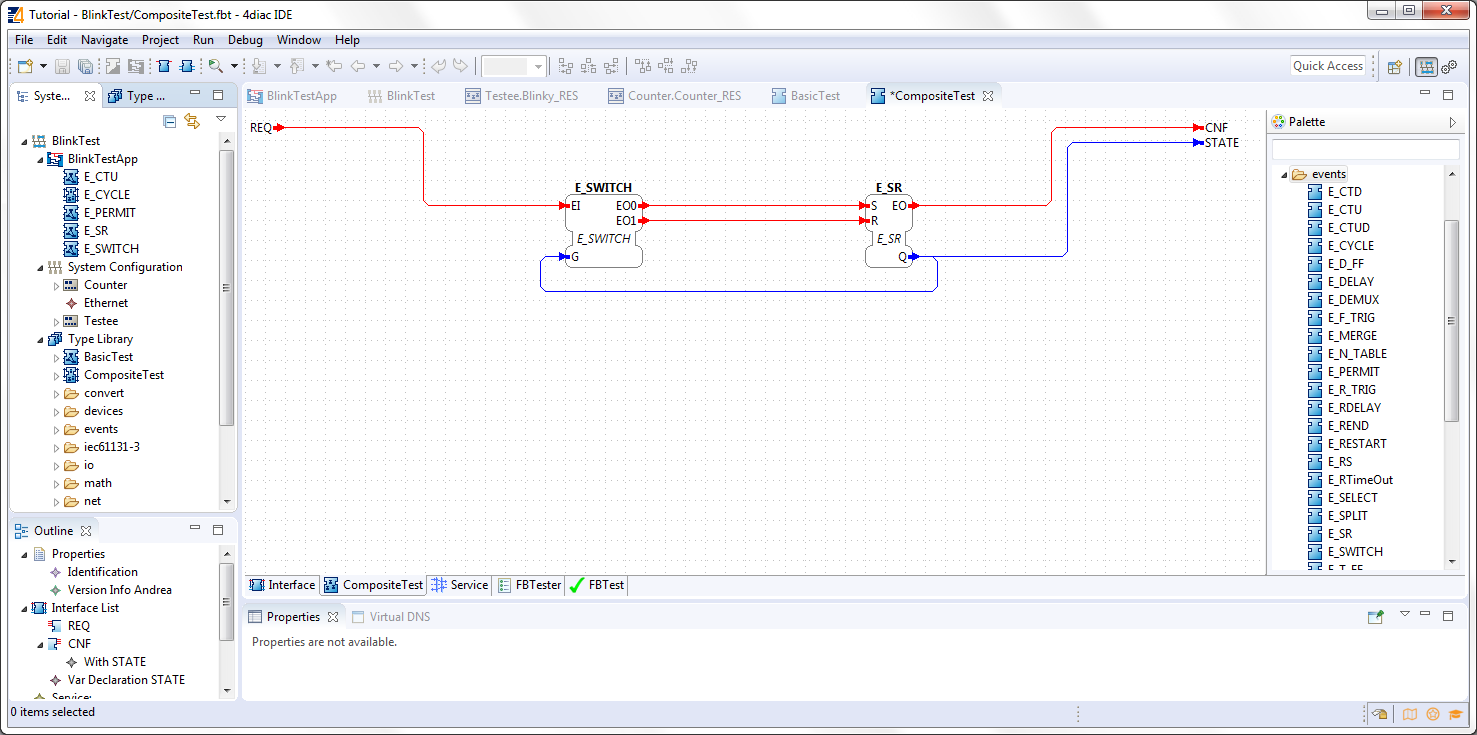 Tutorial - BlinkTest/CompositeTest.fbt - 4diac IDE
File Edit Navigate Project Run Debug Window Help
Quick Access
Syste... Type ...
BlinkTest
BlinkTestApp
E_CTU
E_CYCLE
E_PERMIT
E_SR
E_SWITCH
System Configuration
Counter
Ethernet
Testee
Type Library
BasicTest
CompositeTest
convert
devices
events
iec61131-3
io
math
net
Outline
Properties
Identification
Version Info Andrea
Interface List
REQ
CNF
With STATE
Var Declaration STATE
Service:
0 items selected
BlinkTestApp BlinkTest Testee.Blinky_RES Counter.Counter_RES BasicTest *CompositeTest
REQ
CNF
STATE
E_SWITCH
EI EO0
EO1
E_SWITCH
G
E_SR
S EO
R
E_SR
Q
Interface CompositeTest Service FBTester FBTest
Properties Virtual DNS
Properties are not available.
Palette
events
E_CTD
E_CTU
E_CTUD
E_CYCLE
E_D_FF
E_DELAY
E_DEMUX
E_F_TRIG
E_MERGE
E_N_TABLE
E_PERMIT
E_R_TRIG
E_RDELAY
E_REND
E_RESTART
E_RS
E_RTimeOut
E_SELECT
E_SPLIT
E_SR
E_SWITCH
E_T_FF